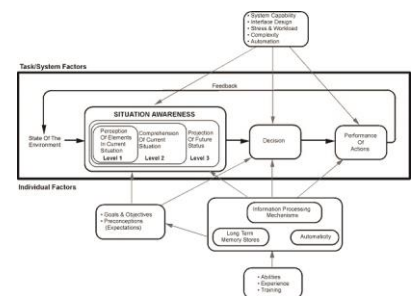 • System Capability
• Interface Design
• Stress & Workload
• Complexity
• Automation
Task/System Factors
Feedback
SITUATION AWARENESS
State Of The
Environment
Perception
Of Elements
In Current
Situation
Level 1
Comprehension
Of Current
Situation
Level 2
Projection
Of Future
Status
Level 3
Decision
Performance
Of
Actions
Individual Factors
• Goals & Objectives
• Preconceptions
(Expectations)
Information Processing
Mechanisms
Long Term
Memory Stores
Automaticity
• Abilities
• Experience
• Training